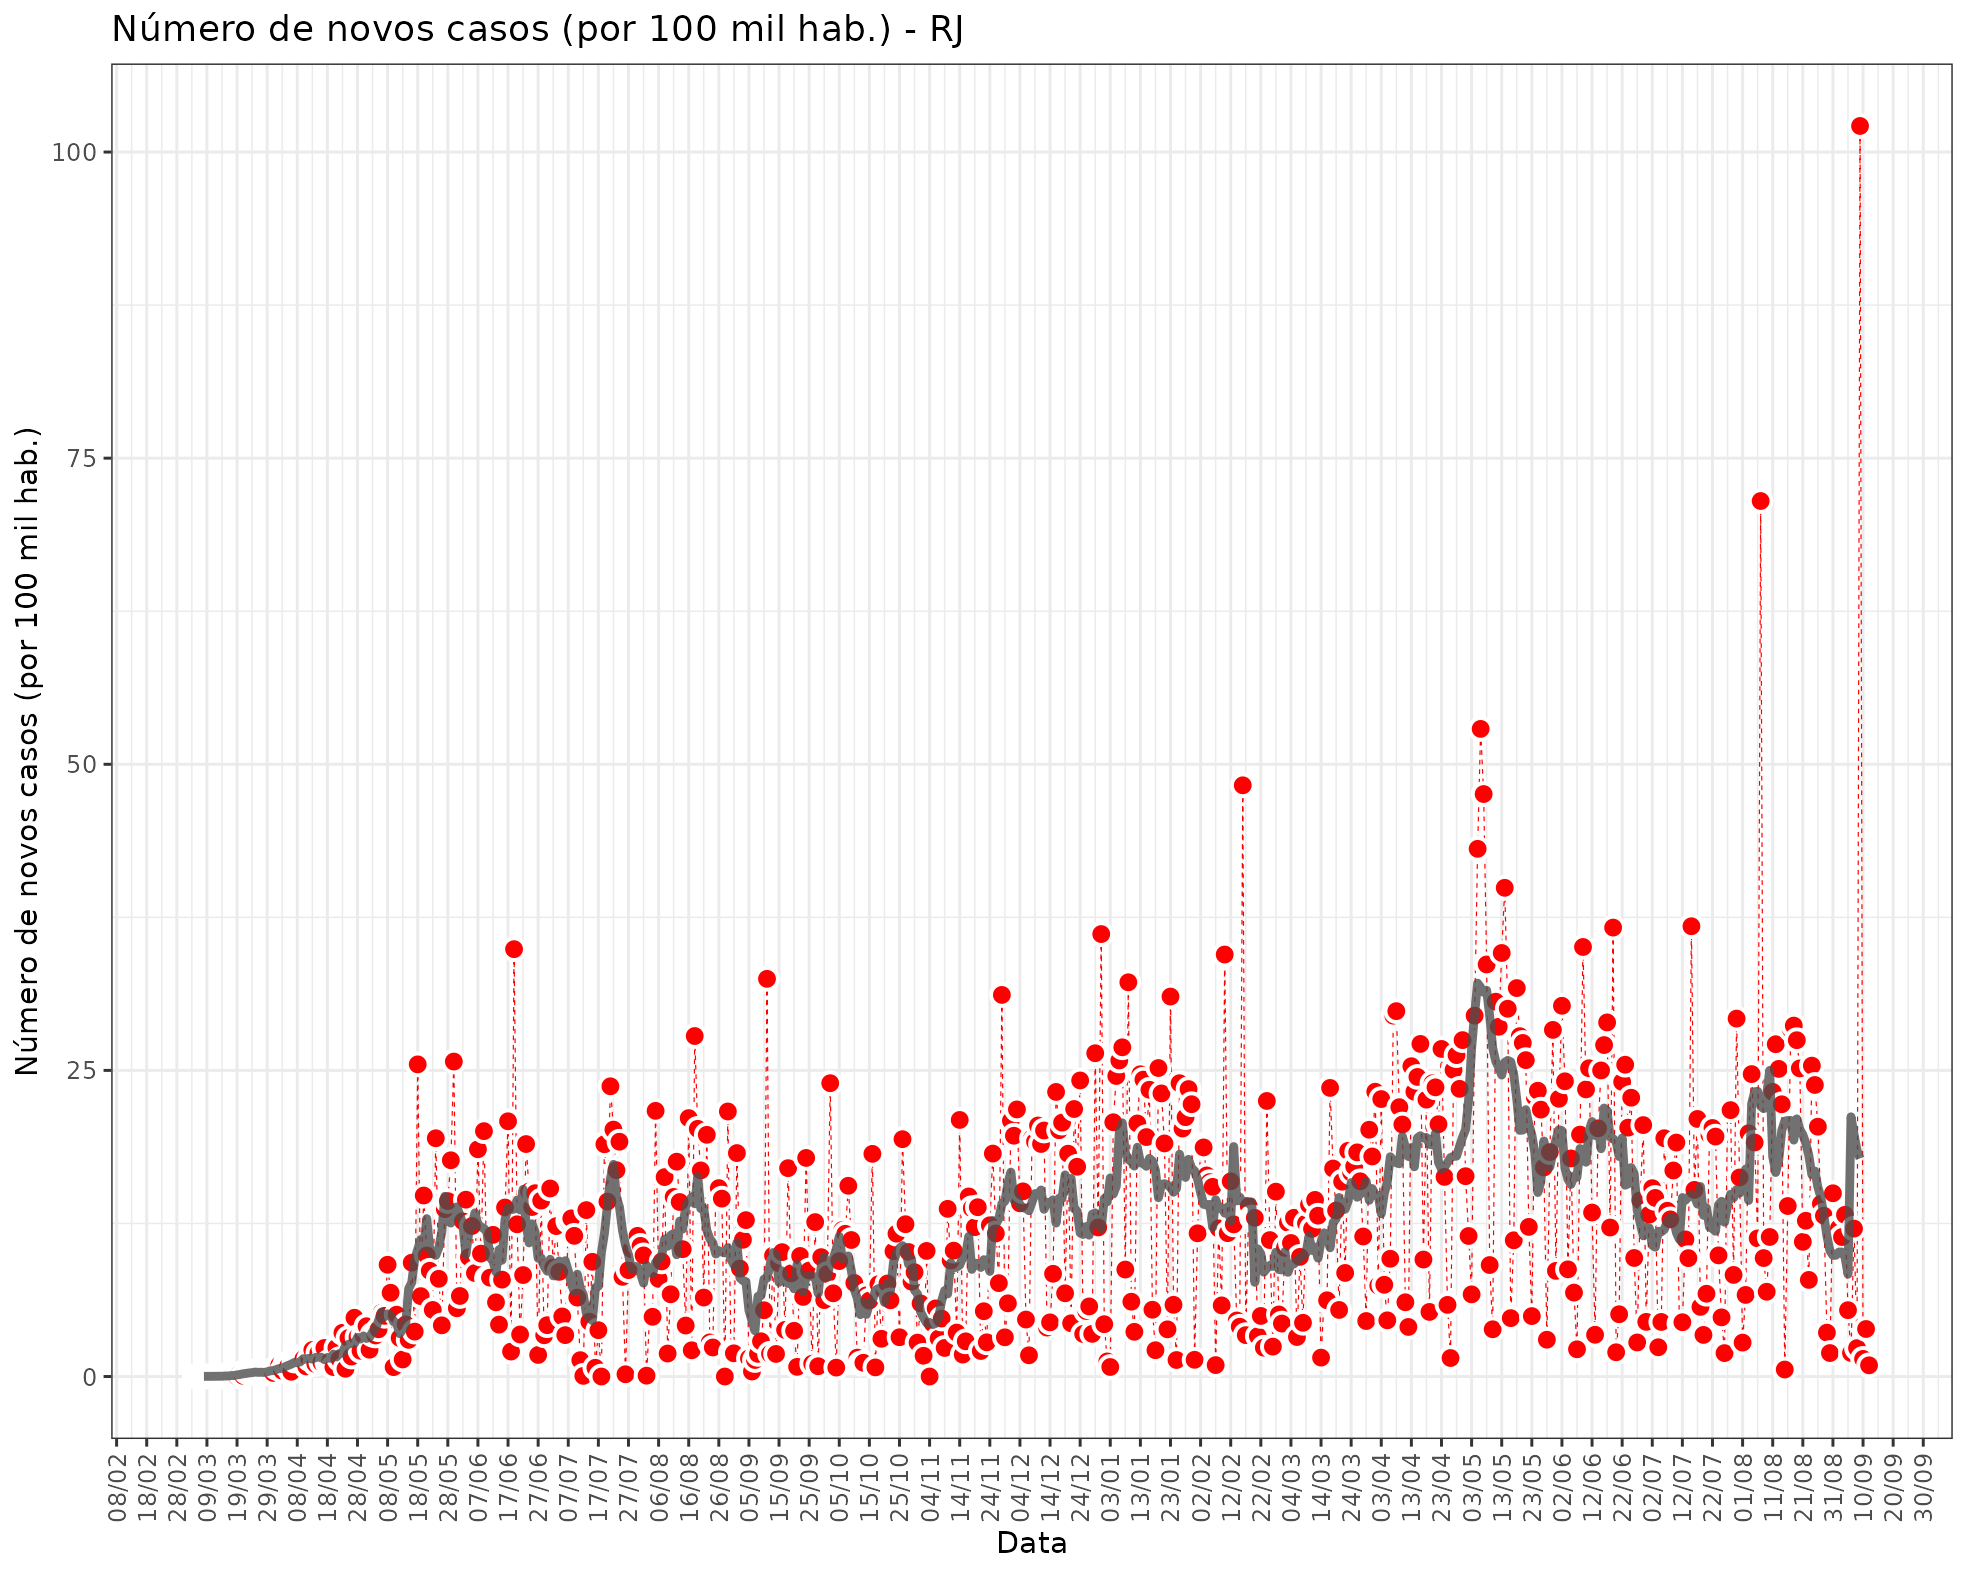 Número de novos casos (por 100 mil hab.) - RJ
Número de novos casos (por 100 mil hab.)
100
75
50
25
0
08/02 18/02 28/02 09/03 19/03 29/03 08/04 18/04 28/04 08/05 18/05 28/05 07/06 17/06 27/06 07/07 17/07 27/07 06/08 16/08 26/08 05/09 15/09 25/09 05/10 15/10 25/10 04/11 14/11 24/11 04/12 14/12 24/12 03/01 13/01 23/01 02/02 12/02 22/02 04/03 14/03 24/03 03/04 13/04 23/04 03/05 13/05 23/05 02/06 12/06 22/06 02/07 12/07 22/07 01/08 11/08 21/08 31/08 10/09 20/09 30/09
Data